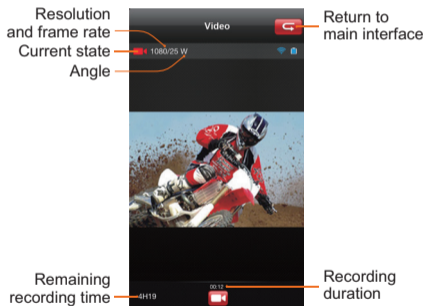 Resolution
and frame rate
Current state
Angle
Video
1080/25 W
Return to
main interface
Remaining
recording time
4H19
00:12
Recording
duration